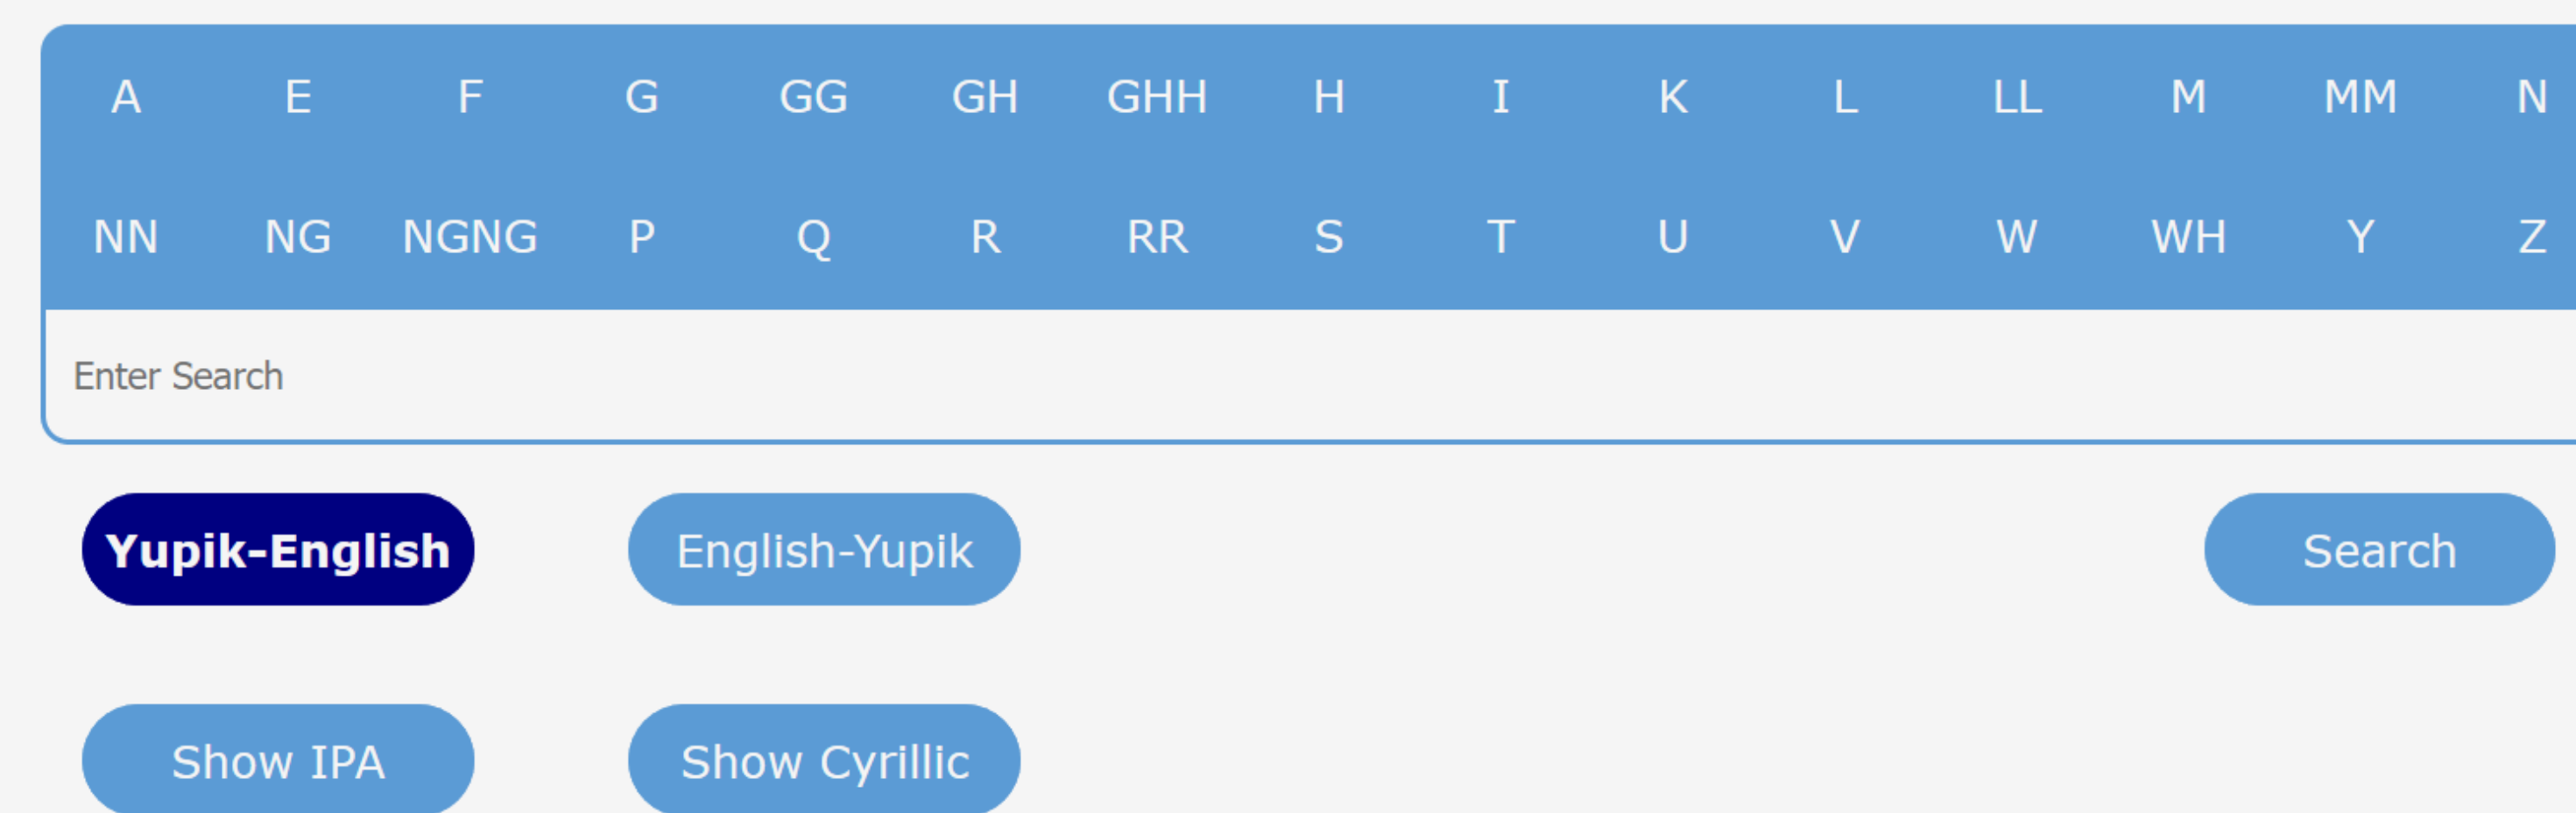 A E F G GG GH GHH H I K L LL M MM N
NN NG NGNG P Q R RR S T U V W WH Y Z
Enter Search
Yupik-English English-Yupik Search
Show IPA Show Cyrillic